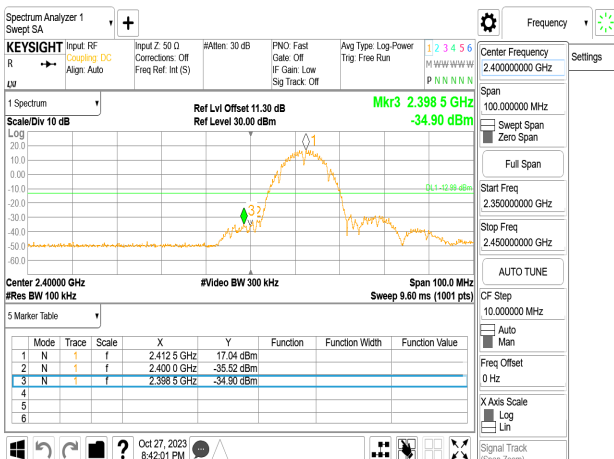 Spectrum Analyzer 1
Swept SA
Frequency
KEYSIGHT
R
Input: RF
Coupling: DC
Align: Auto
Input Z: 50 Ω
Corrections: Off
Freq Ref: Int (S)
#Atten: 30 dB
PNO: Fast
Gate: Off
IF Gain: Low
Sig Track: Off
Avg Type: Log-Power
Trig: Free Run
1 2 3 4 5 6
M W W W W W
P N N N N N
Center Frequency
2.400000000 GHz
Settings
Span
100.000000 MHz
Swept Span
Zero Span
Full Span
Start Freq
2.350000000 GHz
Stop Freq
2.450000000 GHz
AUTO TUNE
CF Step
10.000000 MHz
Auto
Man
Freq Offset
0 Hz
X Axis Scale
Log
Lin
Signal Track
(Span Zoom)
1 Spectrum
Scale/Div 10 dB
Ref Lvl Offset 11.30 dB
Ref Level 30.00 dBm
Mkr3 2.398 5 GHz
-34.90 dBm
Log
20.0
10.0
0.00
-10.0
-20.0
-30.0
-40.0
-50.0
-60.0
1
3
2
Center 2.40000 GHz
#Res BW 100 kHz
#Video BW 300 kHz
Span 100.0 MHz
Sweep 9.60 ms (1001 pts)
5 Marker Table
Mode Trace Scale X Y Function Function Width Function Value
1 N 1 f 2.412 5 GHz 17.04 dBm
2 N 1 f 2.400 0 GHz -35.52 dBm
3 N 1 f 2.398 5 GHz -34.90 dBm
4
5
6
?
Oct 27, 2023
8:42:01 PM